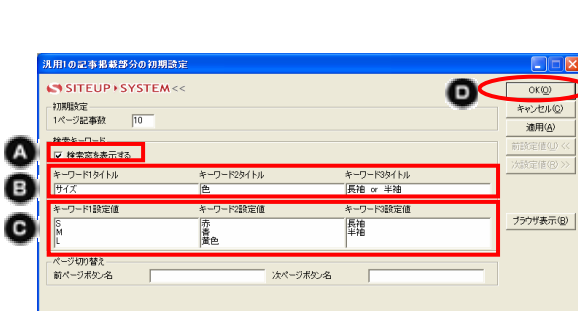 汎用1の記事掲載部分の初期設定
SITEUP SYSTEM<<
初期設定
1ページ記事数 10
検索キーワード
検索窓を表示する
キーワード1タイトル キーワード2タイトル キーワード3タイトル
サイズ 色 長袖 or 半袖
キーワード1設定値 キーワード2設定値 キーワード3設定値
S 赤 長袖
M 青 半袖
L 黄色
ページ切り替え
前ページボタン名 次ページボタン名
OK(O)
キャンセル(C)
適用(A)
前設定値(U) <<
次設定値(R) >>
ブラウザ表示(B)
A
B
C
D